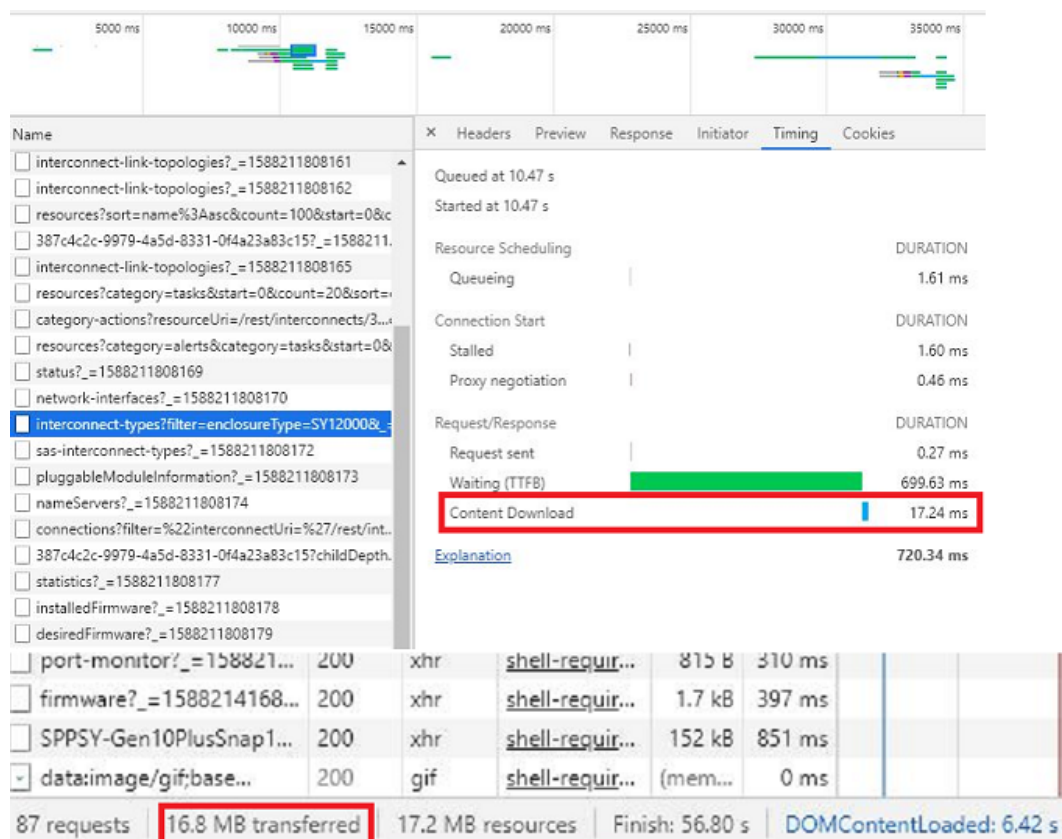 5000 ms 10000 ms 15000 ms 20000 ms 25000 ms 30000 ms 35000 ms
Name
interconnect-link-topologies?_=1588211808161
interconnect-link-topologies?_=1588211808162
resources?sort=name%3Aasc&count=100&start=0&c
387c4c2c-9979-4a5d-8331-0f4a23a83c15?_=1588211.
interconnect-link-topologies?_=1588211808165
resources?category=tasks&start=0&count=20&sort=
category-actions?resourceUri=/rest/interconnects/3...
resources?category=alerts&category=tasks&start=0&
status?_=1588211808169
network-interfaces?_=1588211808170
interconnect-types?filter=enclosureType=SY12000&_=
sas-interconnect-types?_=1588211808172
pluggableModuleInformation?_=1588211808173
nameServers?_=1588211808174
connections?filter=%22interconnectUri=%27/rest/int..
387c4c2c-9979-4a5d-8331-0f4a23a83c15?childDepth.
statistics?_=1588211808177
installedFirmware?_=1588211808178
desiredFirmware?_=1588211808179
× Headers Preview Response Initiator Timing Cookies
Queued at 10.47 s
Started at 10.47 s
Resource Scheduling DURATION
Queueing 1.61 ms
Connection Start DURATION
Stalled 1.60 ms
Proxy negotiation 0.46 ms
Request/Response DURATION
Request sent 0.27 ms
Waiting (TTFB) 699.63 ms
Content Download 17.24 ms
Explanation 720.34 ms
port-monitor?_=158821... 200 xhr shell-requir... 815 B 310 ms
firmware?_=1588214168... 200 xhr shell-requir... 1.7 kB 397 ms
SPPSY-Gen10PlusSnap1... 200 xhr shell-requir... 152 kB 851 ms
data:image/gif;base... 200 gif shell-requir... (mem... 0 ms
87 requests 16.8 MB transferred 17.2 MB resources Finish: 56.80 s DOMContentLoaded: 6.42 s